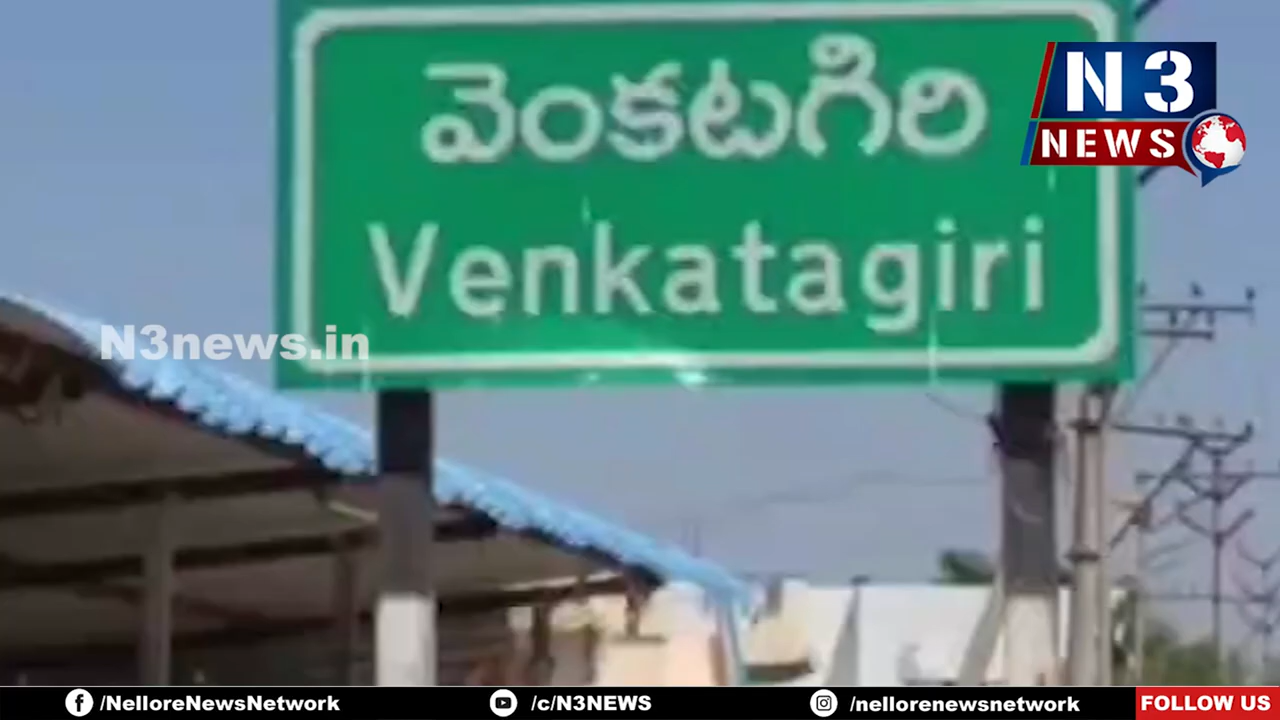 వెంకటగిరి
Venkatagiri
N3
NEWS
N3news.in
/NelloreNewsNetwork
/c/N3NEWS
/nellorenewsnetwork
FOLLOW US